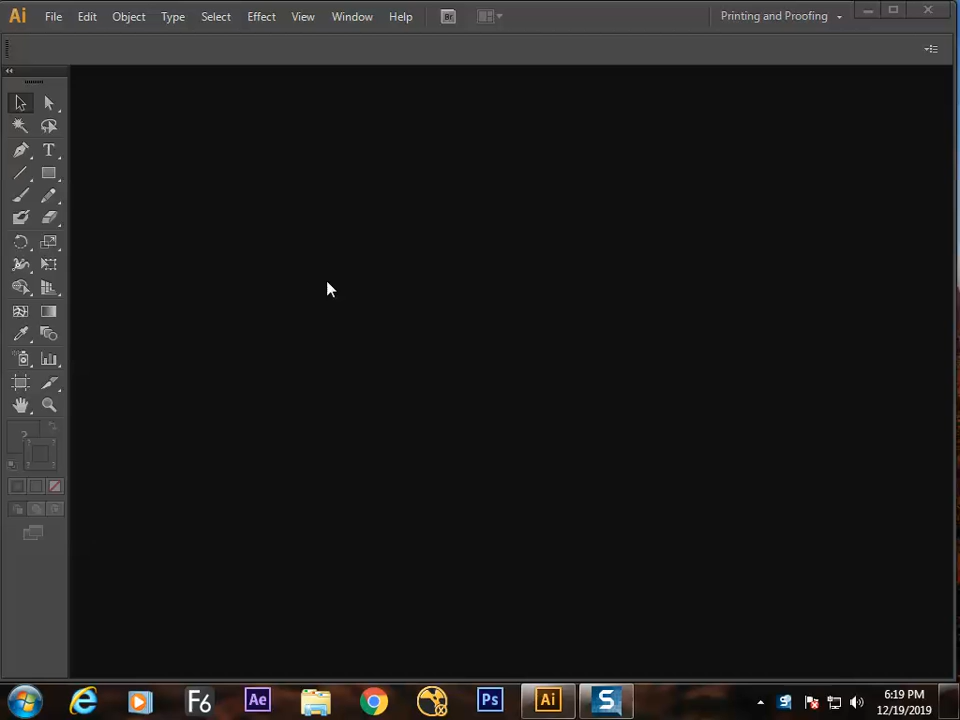 Ai File Edit Object Type Select Effect View Window Help Br Printing and Proofing
T
?
F6 Ae Ps Ai S
6:19 PM
12/19/2019